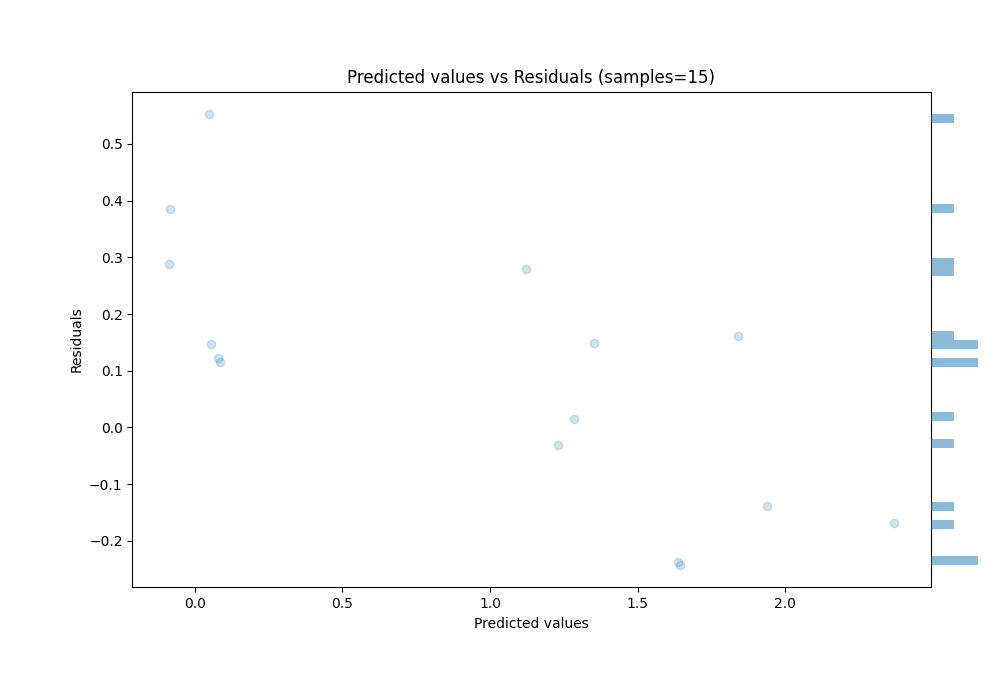 Predicted values vs Residuals (samples=15)
0.5
0.4
0.3
0.2
0.1
0.0
−0.1
−0.2
Residuals
0.0 0.5 1.0 1.5 2.0
Predicted values